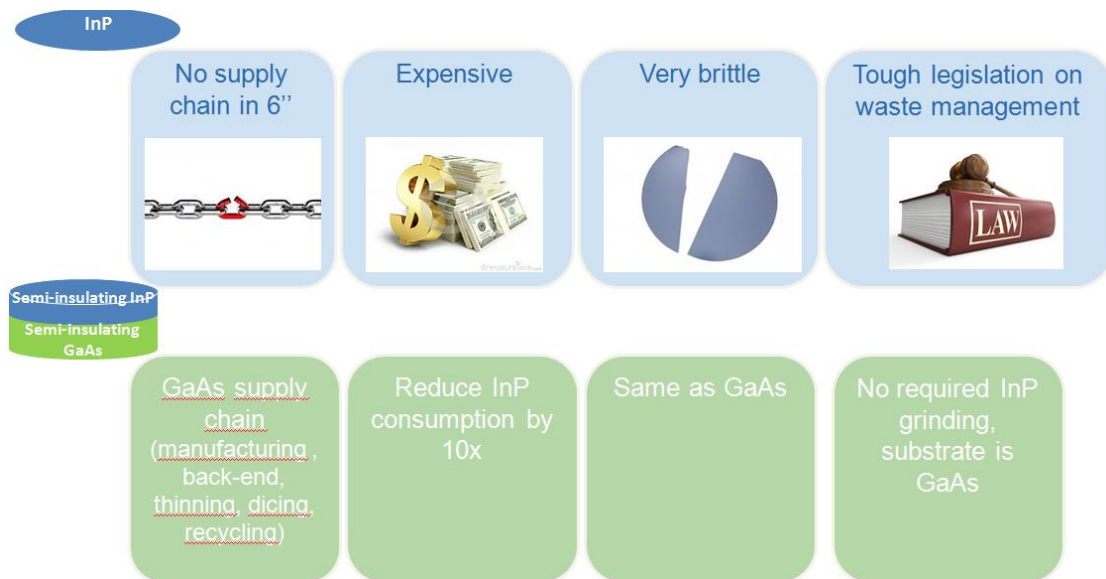 InP
No supply
chain in 6’’
Expensive
Very brittle
Tough legislation on
waste management
$
LAW
Semi-insulating InP
Semi-insulating
GaAs
GaAs supply
chain
(manufacturing ,
back-end,
thinning, dicing,
recycling)
Reduce InP
consumption by
10x
Same as GaAs
No required InP
grinding,
substrate is
GaAs